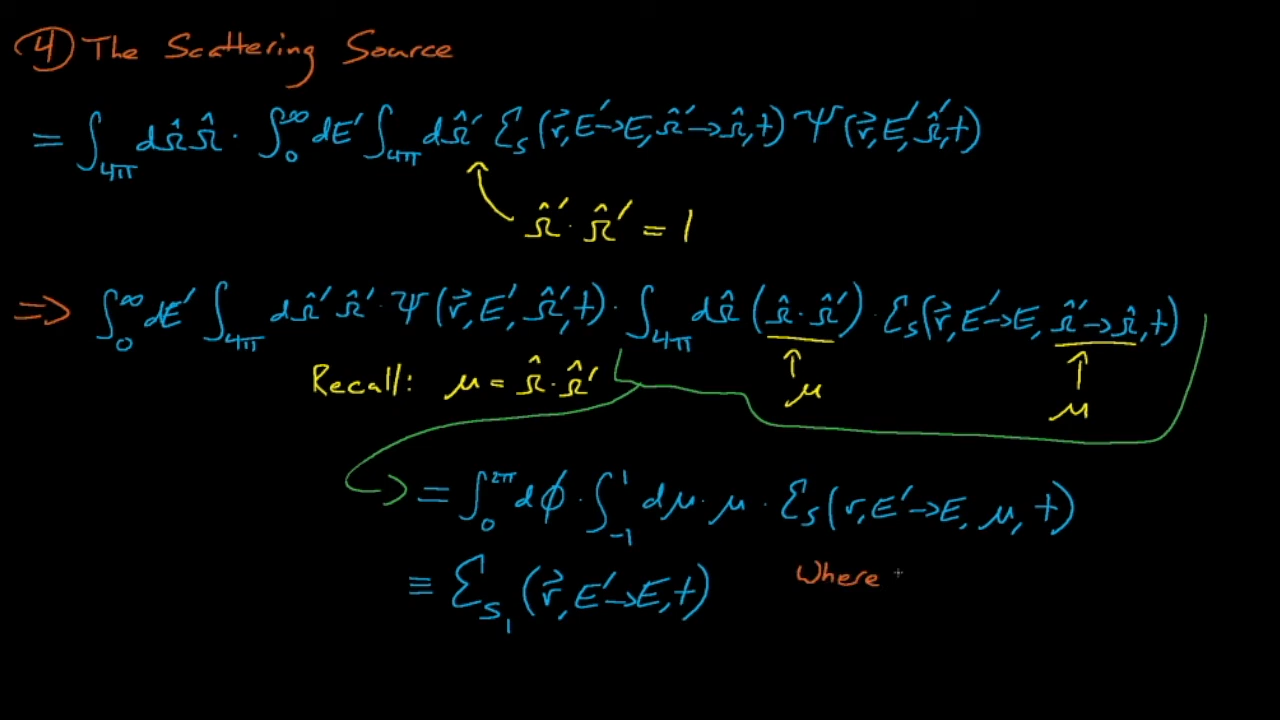 ④ The Scattering Source
= ∫_{4π} dΩ̂ Ω̂ · ∫_0^∞ dE' ∫_{4π} dΩ̂' Σ_s (r⃗, E'→E, Ω̂'→Ω̂, t) Ψ (r⃗, E', Ω̂', t)
Ω̂' · Ω̂' = 1
⇒ ∫_0^∞ dE' ∫_{4π} dΩ̂' Ω̂' · Ψ (r⃗, E', Ω̂', t) · ∫_{4π} dΩ̂ (Ω̂ · Ω̂') · Σ_s (r⃗, E'→E, Ω̂'→Ω̂, t)
Recall: μ = Ω̂ · Ω̂' μ μ
= ∫_0^{2π} dϕ · ∫_{-1}^1 dμ · μ · Σ_s (r, E'→E, μ, t)
≡ Σ_{s_1} (r⃗, E'→E, t) Where